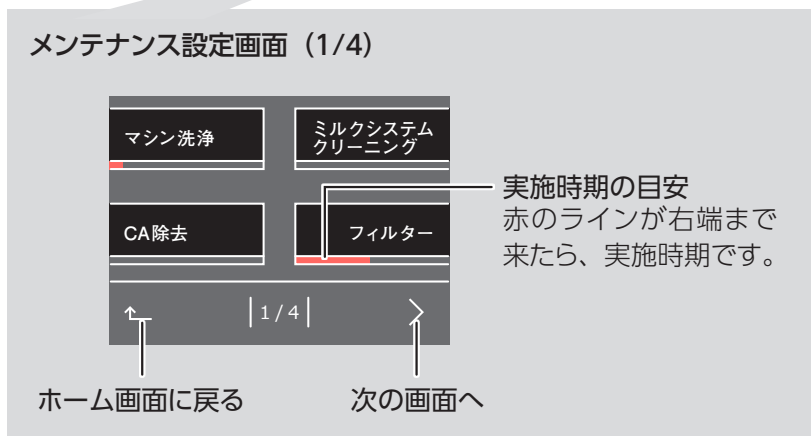 メンテナンス設定画面（1/4）
マシン洗浄
ミルクシステム
クリーニング
CA除去
フィルター
実施時期の目安
赤のラインが右端まで
来たら、実施時期です。
1/4
ホーム画面に戻る
次の画面へ